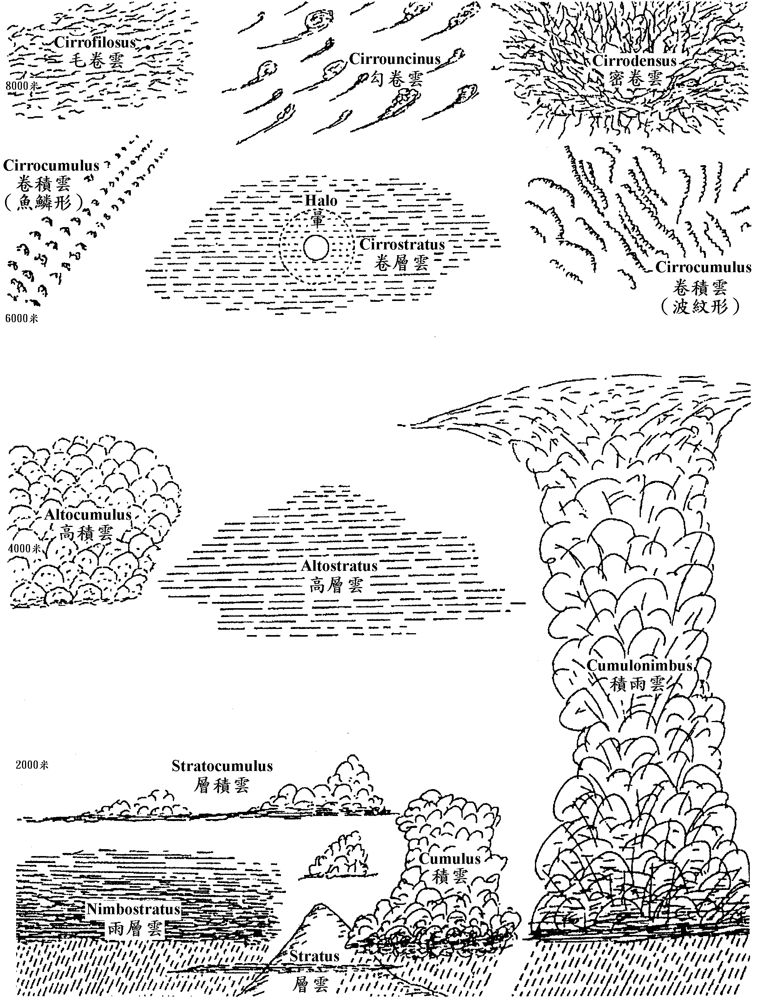 Cirrofilosus
毛卷雲
8000米
Cirrouncinus
勾卷雲
Cirrodensus
密卷雲
Cirrocumulus
卷積雲
（魚鱗形）
Halo
暈
Cirrostratus
卷層雲
Cirrocumulus
卷積雲
（波紋形）
6000米
Altocumulus
高積雲
4000米
Altostratus
高層雲
Cumulonimbus
積雨雲
2000米
Stratocumulus
層積雲
Cumulus
積雲
Nimbostratus
雨層雲
Stratus
層雲